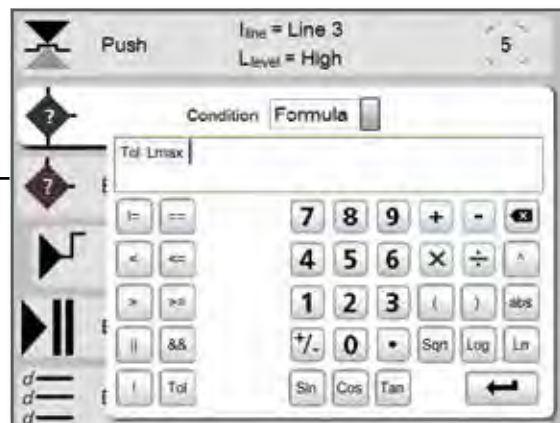 Push
Iline = Line 3
Llevel = High
5
?
Condition Formula
Tol Lmax
?
!= == 7 8 9 + -
< <= 4 5 6 × ÷ ^
> >= 1 2 3 ( ) abs
|| && +/- 0 • Sqrt Log Ln
! Tol Sin Cos Tan
d
d